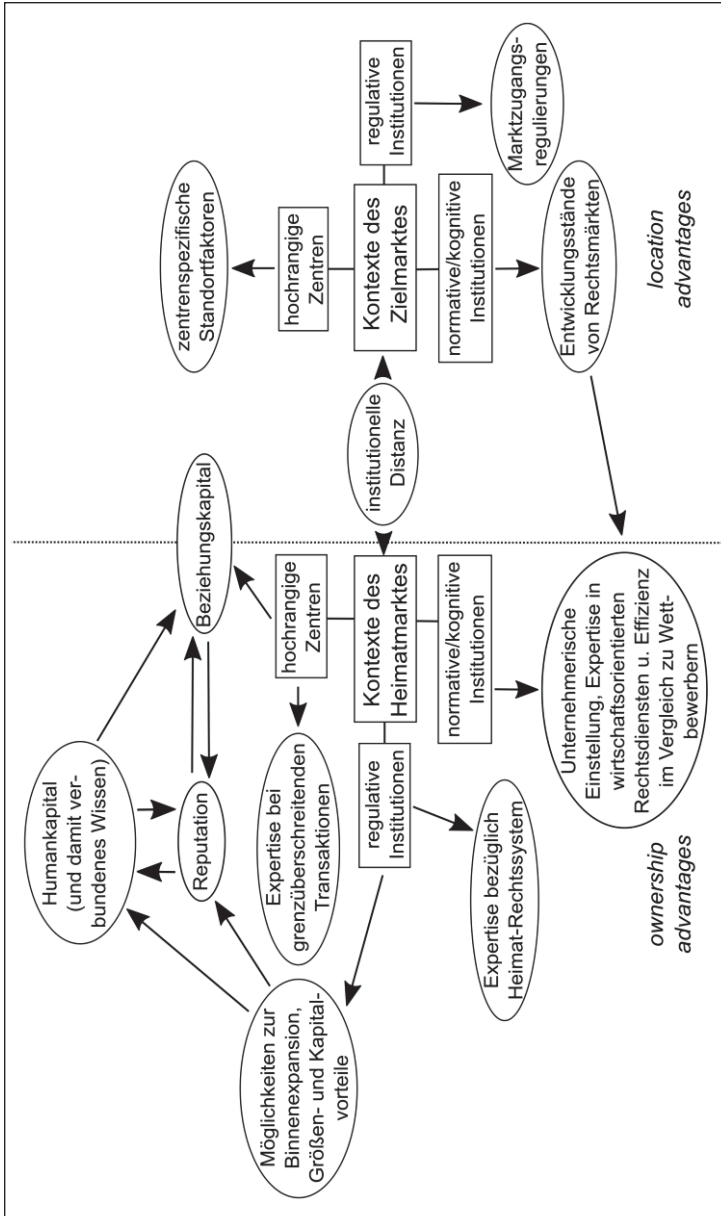 Humankapital
(und damit ver-
bundenes Wissen)
Möglichkeiten zur
Binnenexpansion,
Größen- und Kapital-
vorteile
Reputation
Beziehungskapital
Expertise bei
grenzüberschreitenden
Transaktionen
hochrangige
Zentren
regulative
Institutionen
Kontexte des
Heimatmarktes
Expertise bezüglich
Heimat-Rechtssystem
normative/kognitive
Institutionen
Unternehmerische
Einstellung, Expertise in
wirtschaftsorientierten
Rechtsdiensten u. Effizienz
im Vergleich zu Wett-
bewerbern
ownership
advantages
institutionelle
Distanz
zentrenspezifische
Standortfaktoren
hochrangige
Zentren
Kontexte des
Zielmarktes
regulative
Institutionen
normative/kognitive
Institutionen
Marktzugangs-
regulierungen
Entwicklungsstände
von Rechtsmärkten
location
advantages